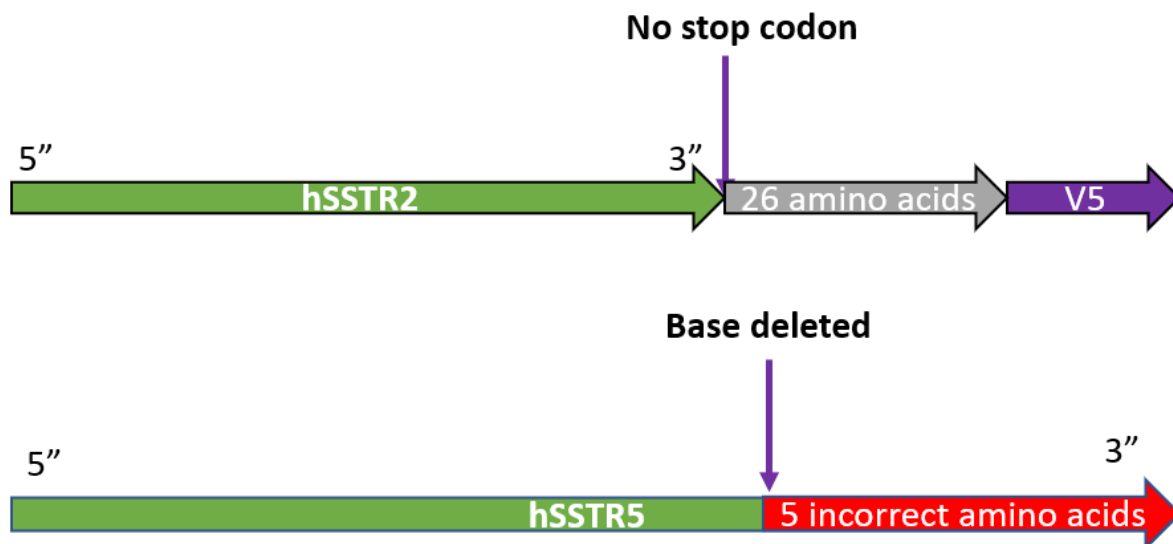 No stop codon
5” 3”
hSSTR2 26 amino acids V5
Base deleted
5” 3”
hSSTR5 5 incorrect amino acids